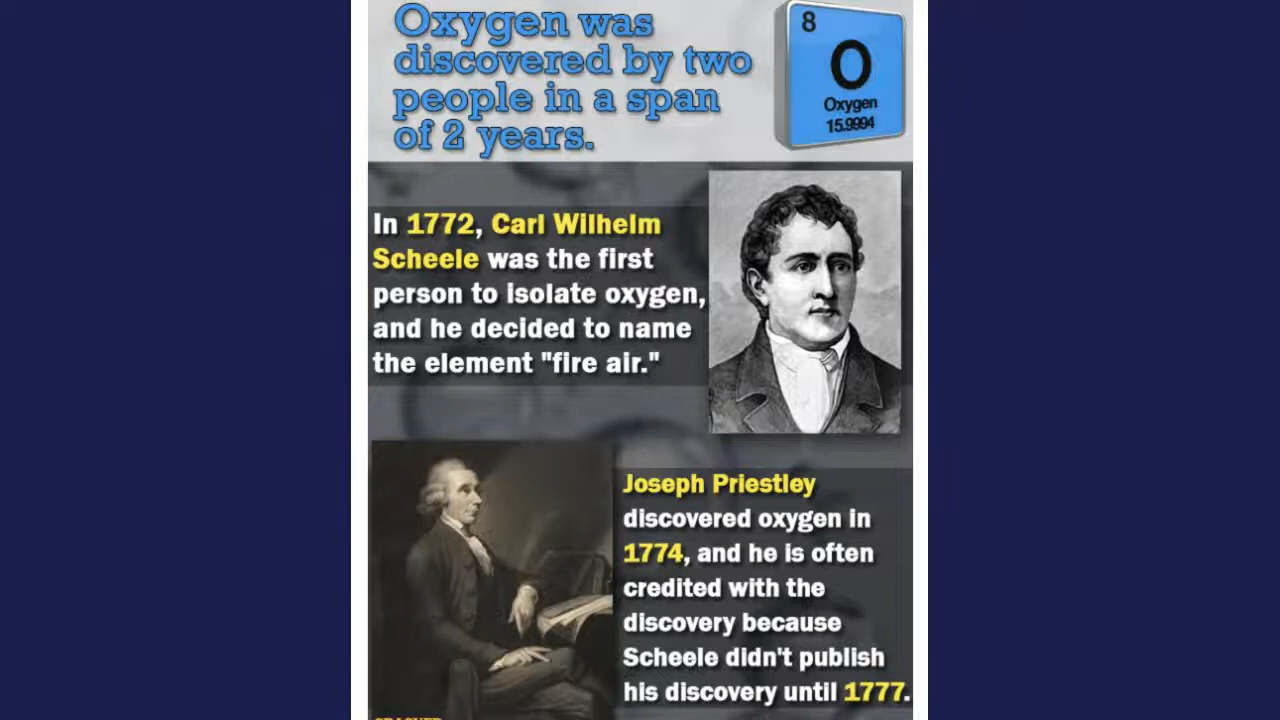 Oxygen was
discovered by two
people in a span
of 2 years.
8
O
Oxygen
15.9994
In 1772, Carl Wilhelm
Scheele was the first
person to isolate oxygen,
and he decided to name
the element "fire air."
Joseph Priestley
discovered oxygen in
1774, and he is often
credited with the
discovery because
Scheele didn't publish
his discovery until 1777.